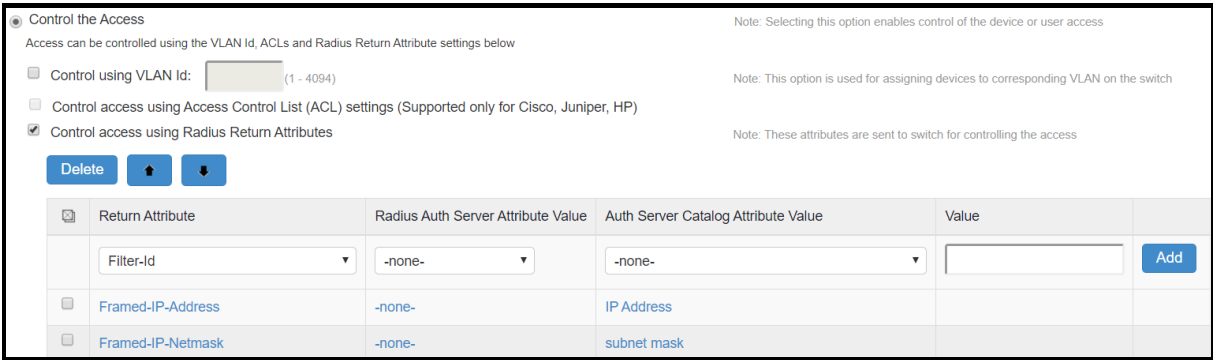 Control the Access Note: Selecting this option enables control of the device or user access
Access can be controlled using the VLAN Id, ACLs and Radius Return Attribute settings below
Control using VLAN Id: (1 - 4094) Note: This option is used for assigning devices to corresponding VLAN on the switch
Control access using Access Control List (ACL) settings (Supported only for Cisco, Juniper, HP)
Control access using Radius Return Attributes Note: These attributes are sent to switch for controlling the access
Delete
Return Attribute Radius Auth Server Attribute Value Auth Server Catalog Attribute Value Value
Filter-Id -none- -none- Add
Framed-IP-Address -none- IP Address
Framed-IP-Netmask -none- subnet mask